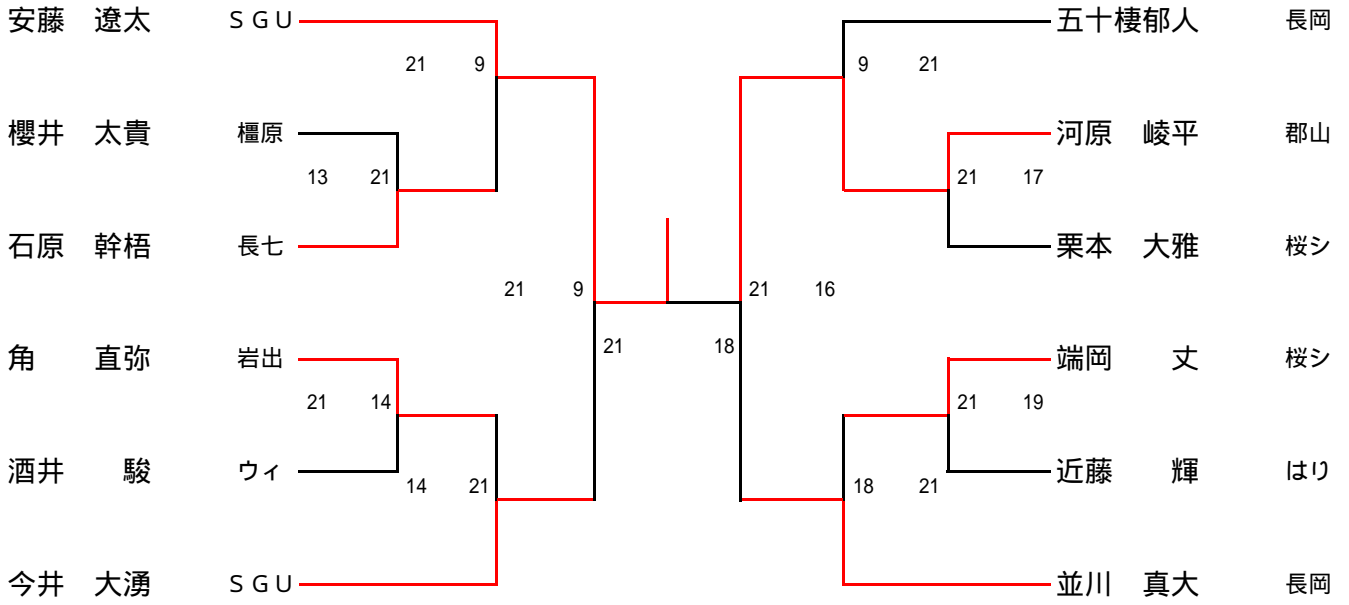 安藤　遼太　ＳＧＵ　五十棲郁人　長岡
21 9 9 21
櫻井　太貴　橿原　河原　崚平　郡山
13 21 21 17
石原　幹梧　長七　栗本　大雅　桜シ
21 9 21 16
21 18
角　直弥　岩出　端岡　丈　桜シ
21 14 21 19
酒井　駿　ウィ　近藤　輝　はり
14 21 18 21
今井　大湧　ＳＧＵ　並川　真大　長岡